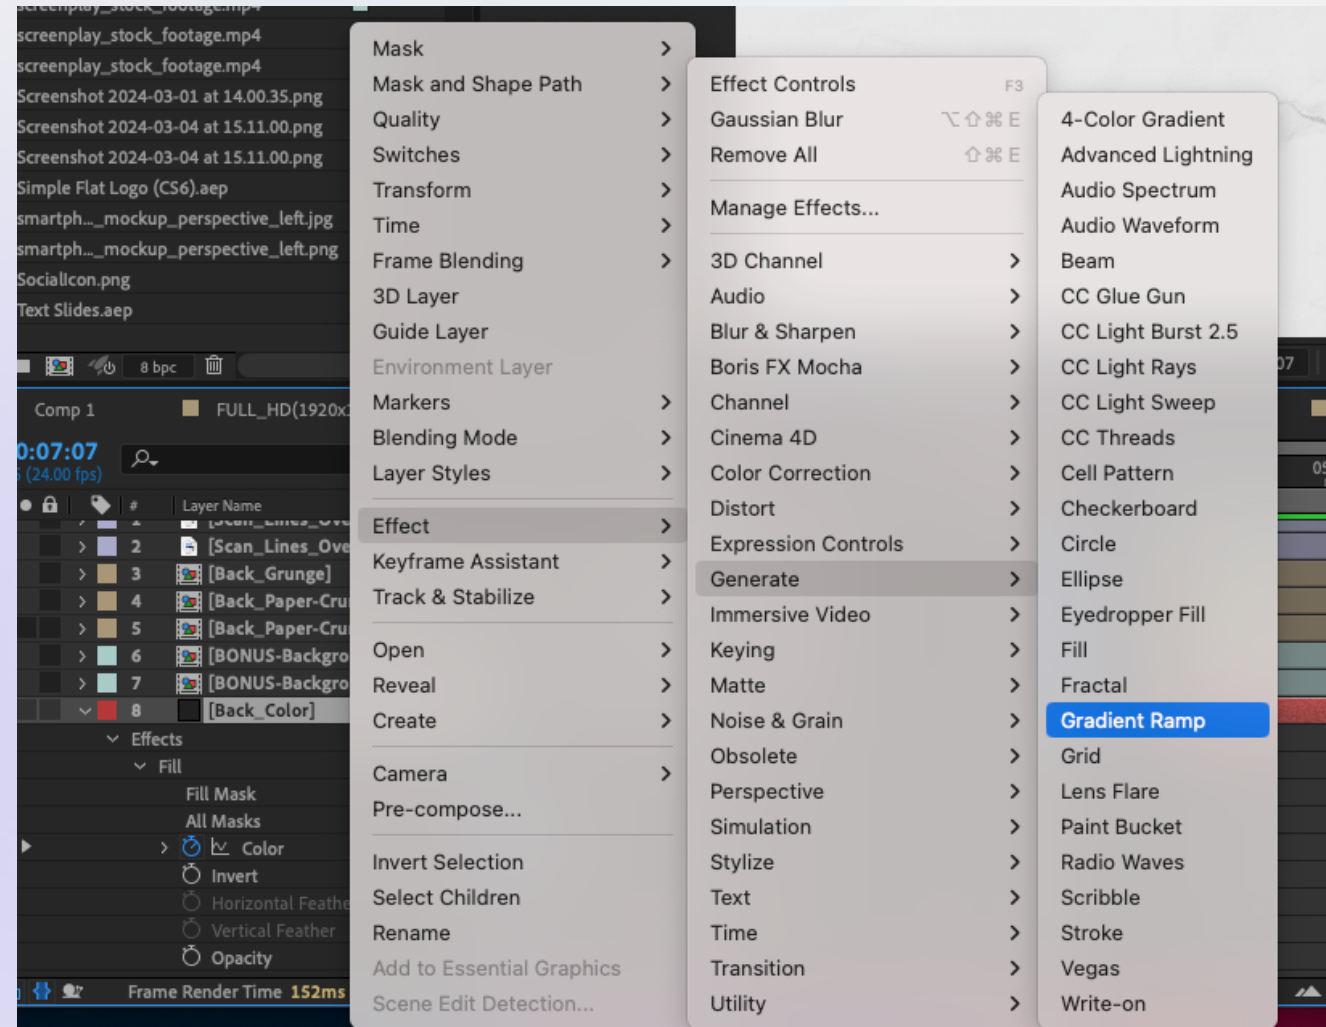 screenplay_stock_footage.mp4
screenplay_stock_footage.mp4
screenplay_stock_footage.mp4
Screenshot 2024-03-01 at 14.00.35.png
Screenshot 2024-03-04 at 15.11.00.png
Screenshot 2024-03-04 at 15.11.00.png
Simple Flat Logo (CS6).aep
smartph..._mockup_perspective_left.jpg
smartph..._mockup_perspective_left.png
SocialIcon.png
Text Slides.aep
8 bpc
Comp 1
FULL_HD(1920x
0:07:07
(24.00 fps)
#
Layer Name
1 [Scan_Lines_Ove
2 [Scan_Lines_Ove
3 [Back_Grunge]
4 [Back_Paper-Cru
5 [Back_Paper-Cru
6 [BONUS-Backgro
7 [BONUS-Backgro
8 [Back_Color]
Effects
Fill
Fill Mask
All Masks
Color
Invert
Horizontal Feathe
Vertical Feather
Opacity
Frame Render Time 152ms
Mask
Mask and Shape Path
Quality
Switches
Transform
Time
Frame Blending
3D Layer
Guide Layer
Environment Layer
Markers
Blending Mode
Layer Styles
Effect
Keyframe Assistant
Track & Stabilize
Open
Reveal
Create
Camera
Pre-compose...
Invert Selection
Select Children
Rename
Add to Essential Graphics
Scene Edit Detection...
Effect Controls F3
Gaussian Blur ⌥⇧⌘E
Remove All ⇧⌘E
Manage Effects...
3D Channel
Audio
Blur & Sharpen
Boris FX Mocha
Channel
Cinema 4D
Color Correction
Distort
Expression Controls
Generate
Immersive Video
Keying
Matte
Noise & Grain
Obsolete
Perspective
Simulation
Stylize
Text
Time
Transition
Utility
4-Color Gradient
Advanced Lightning
Audio Spectrum
Audio Waveform
Beam
CC Glue Gun
CC Light Burst 2.5
CC Light Rays
CC Light Sweep
CC Threads
Cell Pattern
Checkerboard
Circle
Ellipse
Eyedropper Fill
Fill
Fractal
Gradient Ramp
Grid
Lens Flare
Paint Bucket
Radio Waves
Scribble
Stroke
Vegas
Write-on
07
05